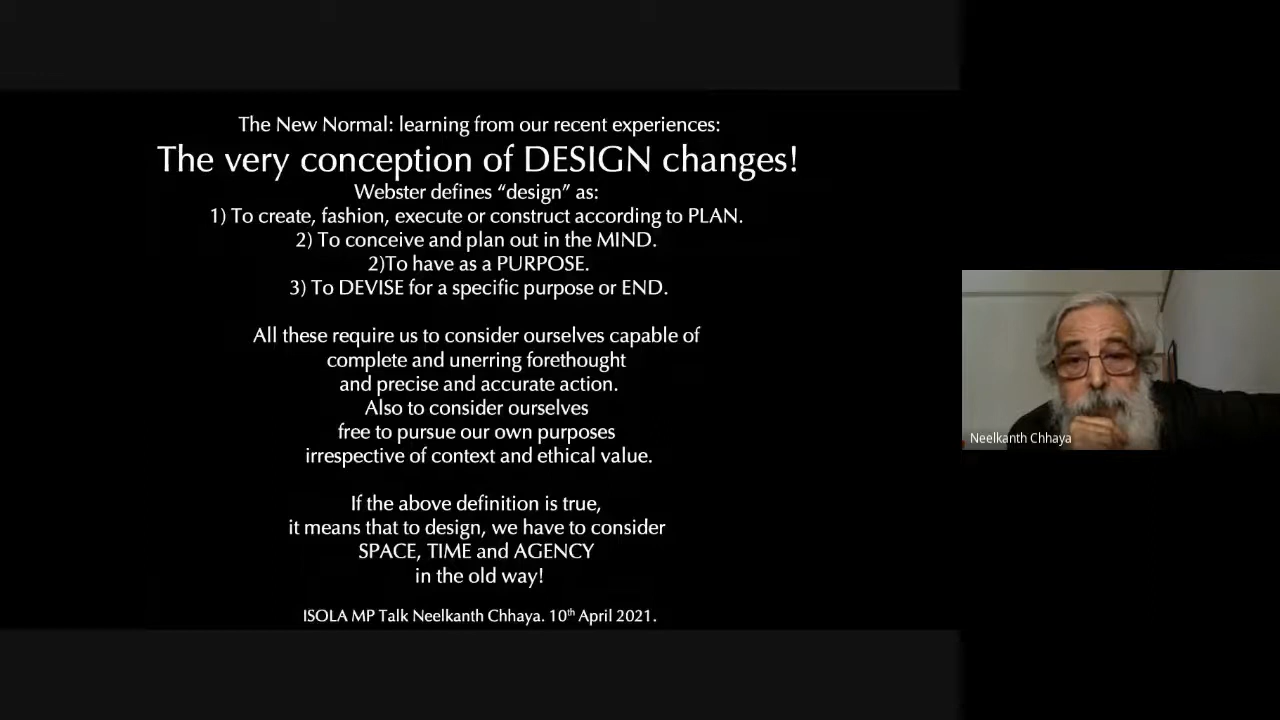 The New Normal: learning from our recent experiences:
The very conception of DESIGN changes!
Webster defines “design” as:
1) To create, fashion, execute or construct according to PLAN.
2) To conceive and plan out in the MIND.
2)To have as a PURPOSE.
3) To DEVISE for a specific purpose or END.
All these require us to consider ourselves capable of
complete and unerring forethought
and precise and accurate action.
Also to consider ourselves
free to pursue our own purposes
irrespective of context and ethical value.
If the above definition is true,
it means that to design, we have to consider
SPACE, TIME and AGENCY
in the old way!
ISOLA MP Talk Neelkanth Chhaya. 10th April 2021.
Neelkanth Chhaya